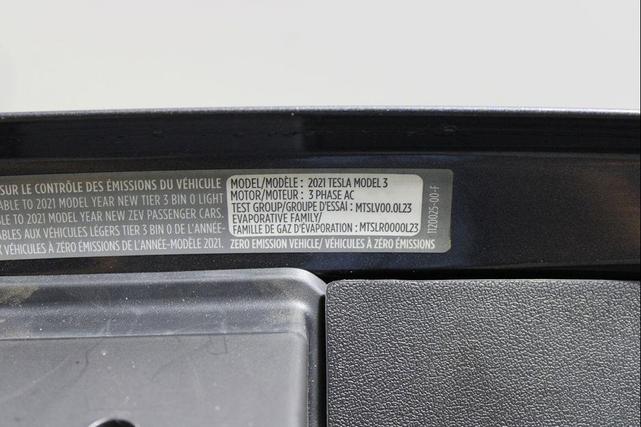 SUR LE CONTRÔLE DES ÉMISSIONS DU VÉHICULE
ABLE TO 2021 MODEL YEAR NEW TIER 3 BIN 0 LIGHT
ABLE TO 2021 MODEL YEAR NEW ZEV PASSENGER CARS.
ABLES AUX VÉHICULES LÉGERS TIER 3 BIN 0 DE L'ANNÉE-
VÉHICULES À ZÉRO ÉMISSIONS DE L'ANNÉE-MODÈLE 2021.
MODEL/MODÈLE : 2021 TESLA MODEL 3
MOTOR/MOTEUR : 3 PHASE AC
TEST GROUP/GROUPE D'ESSAI : MTSLV00.0LZ3
EVAPORATIVE FAMILY/
FAMILLE DE GAZ D'ÉVAPORATION : MTSLR0000LZ3
ZERO EMISSION VEHICLE/ VÉHICULES À ZÉRO ÉMISSIONS
1120025-00-F